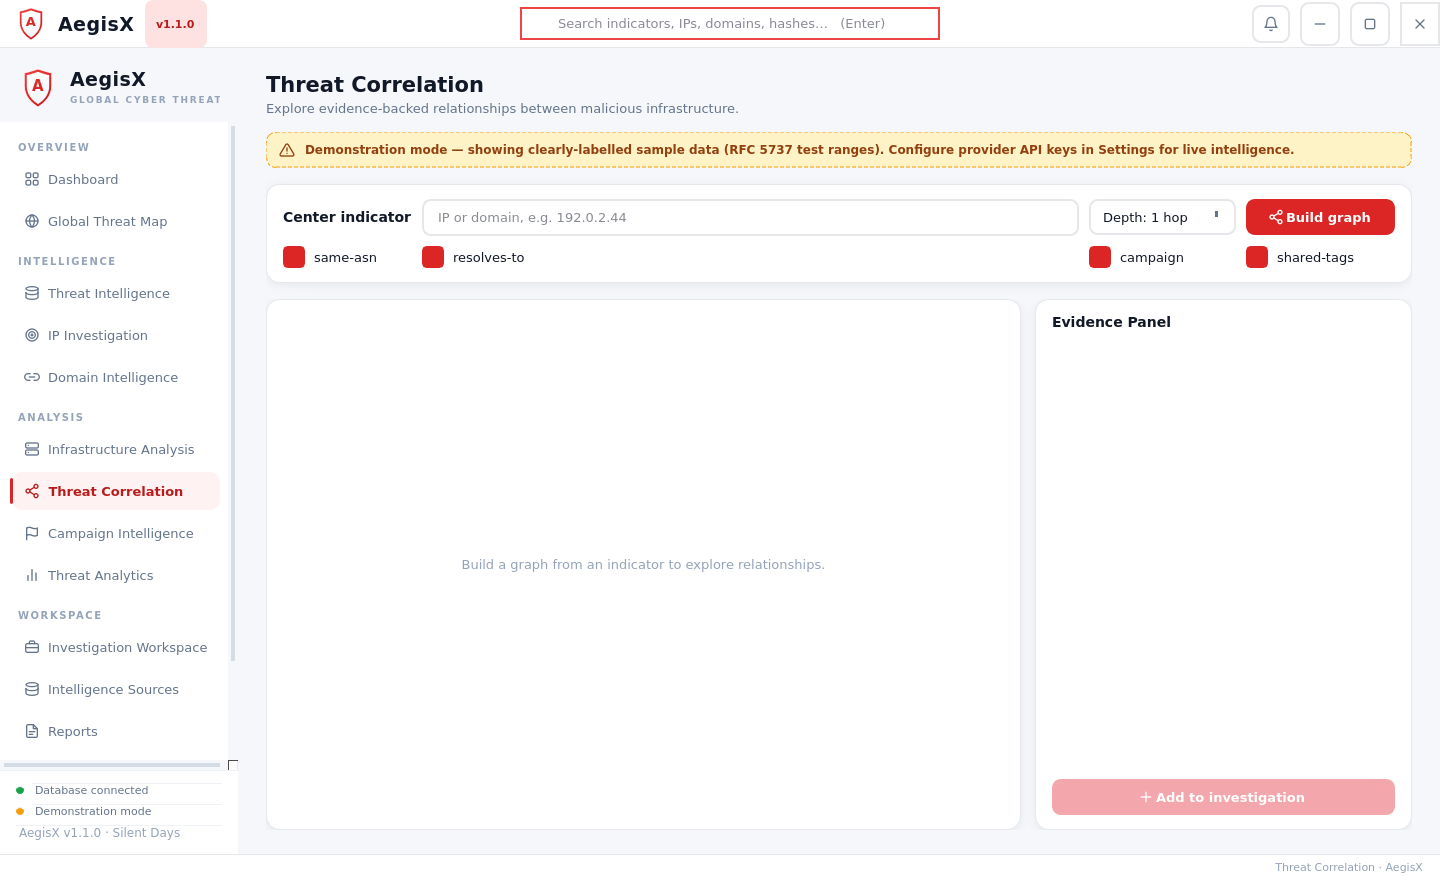 A AegisX v1.1.0
Search indicators, IPs, domains, hashes... (Enter)
A AegisX
GLOBAL CYBER THREAT
OVERVIEW
Dashboard
Global Threat Map
INTELLIGENCE
Threat Intelligence
IP Investigation
Domain Intelligence
ANALYSIS
Infrastructure Analysis
Threat Correlation
Campaign Intelligence
Threat Analytics
WORKSPACE
Investigation Workspace
Intelligence Sources
Reports
Database connected
Demonstration mode
AegisX v1.1.0 · Silent Days
Threat Correlation
Explore evidence-backed relationships between malicious infrastructure.
Demonstration mode — showing clearly-labelled sample data (RFC 5737 test ranges). Configure provider API keys in Settings for live intelligence.
Center indicator IP or domain, e.g. 192.0.2.44 Depth: 1 hop Build graph
same-asn resolves-to campaign shared-tags
Build a graph from an indicator to explore relationships.
Evidence Panel
+ Add to investigation
Threat Correlation · AegisX